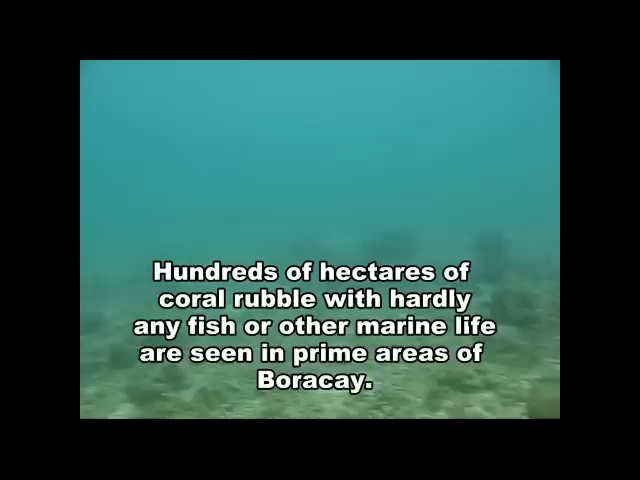 Hundreds of hectares of
coral rubble with hardly
any fish or other marine life
are seen in prime areas of
Boracay.